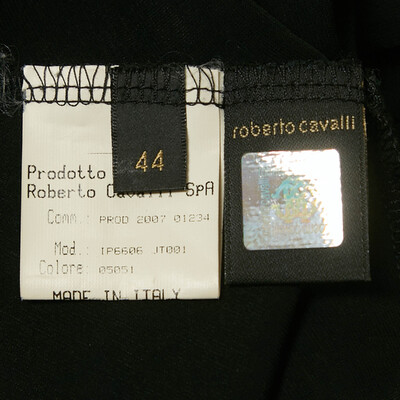 44
Prodotto
Roberto Cavalli SpA
Comm.: PROD 2007 01234
Mod.: IP6606 JT001
Colore: 05051
MADE IN ITALY
roberto cavalli